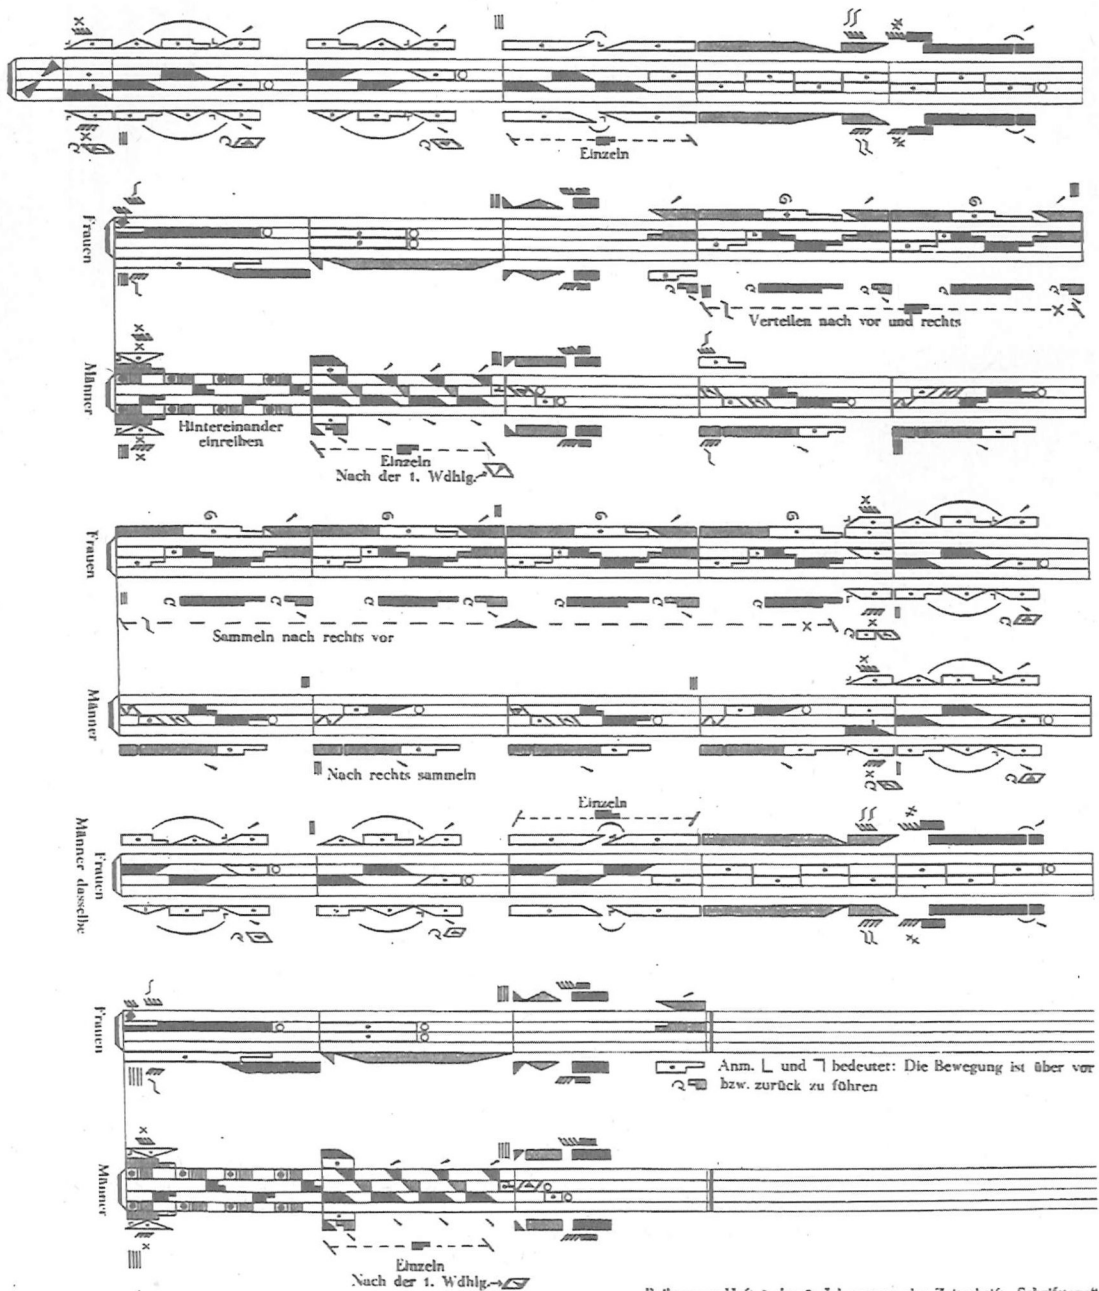 Einzeln
Frauen
Verteilen nach vor und rechts
Männer
Hintereinander
einreiben
Einzeln
Nach der 1. Wdhlg.
Frauen
Sammeln nach rechts vor
Männer
Nach rechts sammeln
Einzeln
Männer dasselbe
Frauen
Frauen
Anm. L und ⅂ bedeutet: Die Bewegung ist über vor
bzw. zurück zu führen
Männer
Einzeln
Nach der 1. Wdhlg.